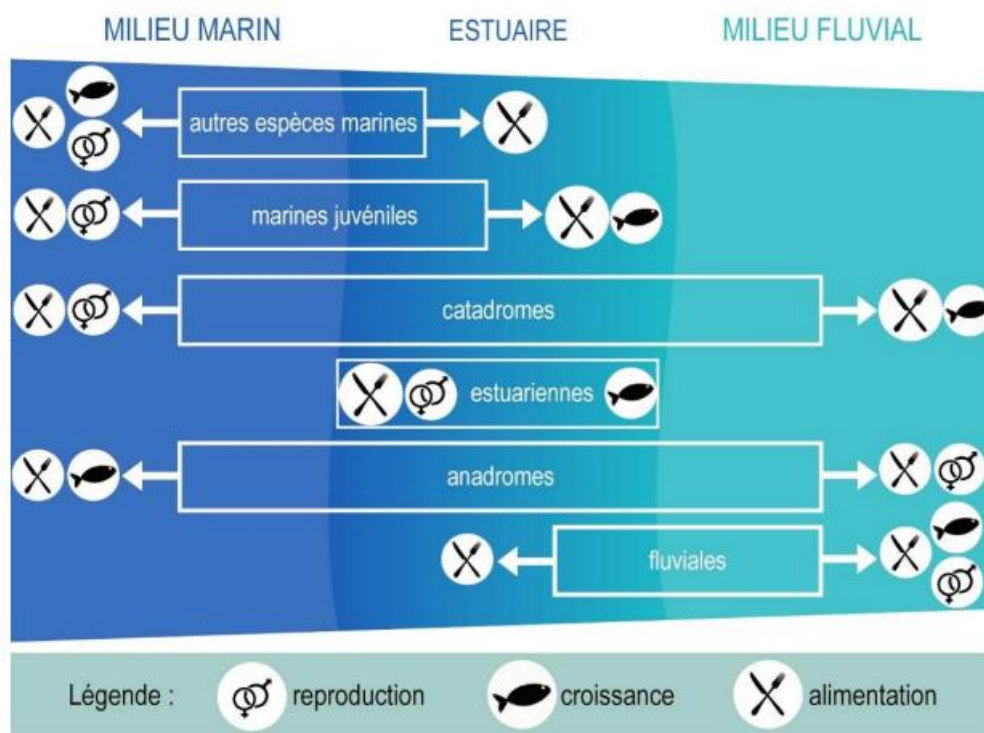 MILIEU MARIN ESTUAIRE MILIEU FLUVIAL
autres espèces marines
marines juvéniles
catadromes
estuariennes
anadromes
fluviales
Légende : reproduction croissance alimentation